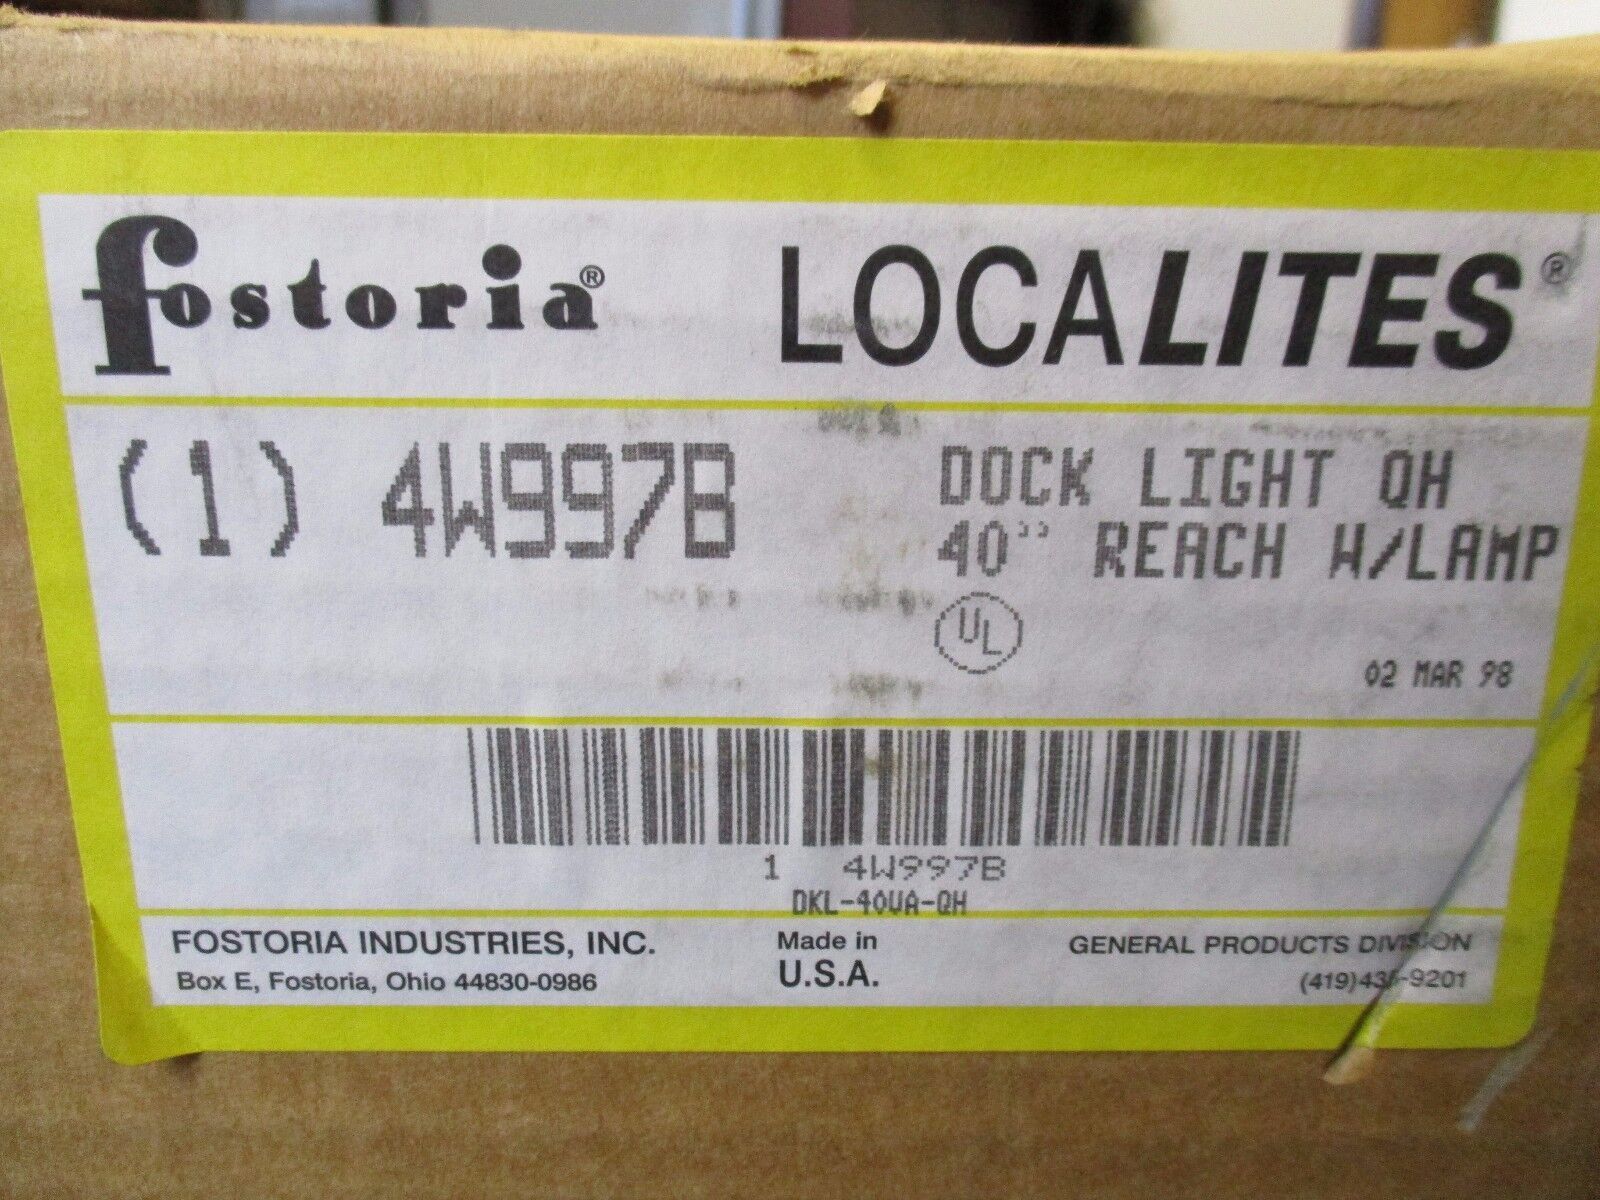 fostoria® LOCALITES®
(1) 4W997B
DOCK LIGHT QH
40" REACH W/LAMP
UL
02 MAR 98
1 4W997B
DKL-40VA-QH
FOSTORIA INDUSTRIES, INC.
Box E, Fostoria, Ohio 44830-0986
Made in
U.S.A.
GENERAL PRODUCTS DIVISION